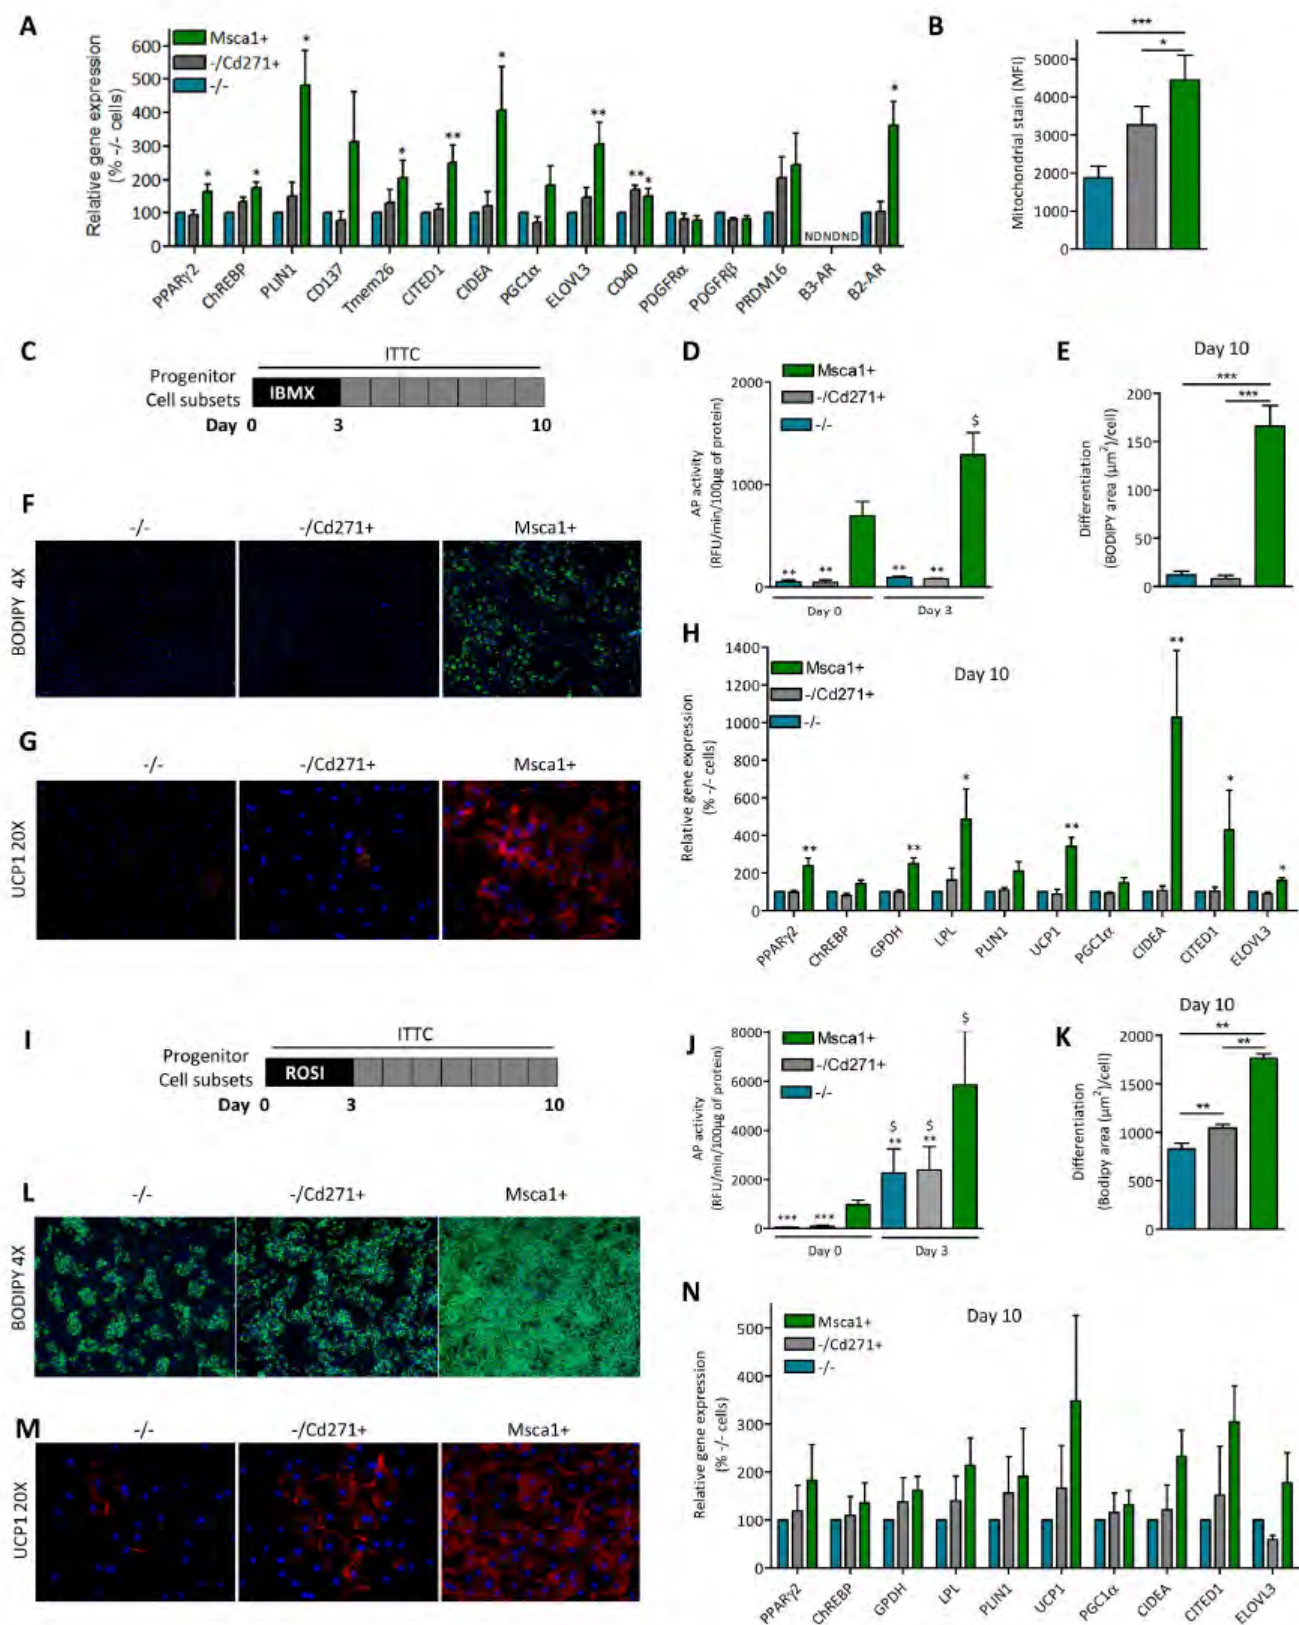 A
Relative gene expression
(% -/- cells)
600
500
400
300
200
100
0
Msca1+
-/Cd271+
-/-
*
*
*
*
**
*
**
**
*
*
NDNDND
PPARγ2
ChREBP
PLIN1
CD137
Tmem26
CITED1
CIDEA
PGC1α
ELOVL3
CD40
PDGFRα
PDGFRβ
PRDM16
B3-AR
B2-AR
B
Mitochondrial stain (MFI)
5000
4000
3000
2000
1000
0
***
*
C
ITTC
Progenitor
Cell subsets
IBMX
Day 0 3 10
D
AP activity
(RFU/min/100µg of protein)
2000
1000
0
Msca1+
-/Cd271+
-/-
** ** ** ** $
Day 0 Day 3
E
Day 10
Differentiation
(BODIPY area (µm²)/cell)
200
150
100
50
0
***
***
F
-/- -/Cd271+ Msca1+
BODIPY 4X
G
-/- -/Cd271+ Msca1+
UCP1 20X
H
Day 10
Relative gene expression
(% -/- cells)
1400
1200
1000
800
600
400
200
0
Msca1+
-/Cd271+
-/-
**
**
*
**
**
*
*
PPARγ2
ChREBP
GPDH
LPL
PLIN1
UCP1
PGC1α
CIDEA
CITED1
ELOVL3
I
ITTC
Progenitor
Cell subsets
ROSI
Day 0 3 10
J
AP activity
(RFU/min/100µg of protein)
8000
6000
4000
2000
0
Msca1+
-/Cd271+
-/-
$
$ $
** **
*** ***
Day 0 Day 3
K
Day 10
Differentiation
(Bodipy area (µm²)/cell)
2000
1500
1000
500
0
**
**
**
L
-/- -/Cd271+ Msca1+
BODIPY 4X
M
-/- -/Cd271+ Msca1+
UCP1 20X
N
Day 10
Relative gene expression
(% -/- cells)
500
400
300
200
100
0
Msca1+
-/Cd271+
-/-
PPARγ2
ChREBP
GPDH
LPL
PLIN1
UCP1
PGC1α
CIDEA
CITED1
ELOVL3